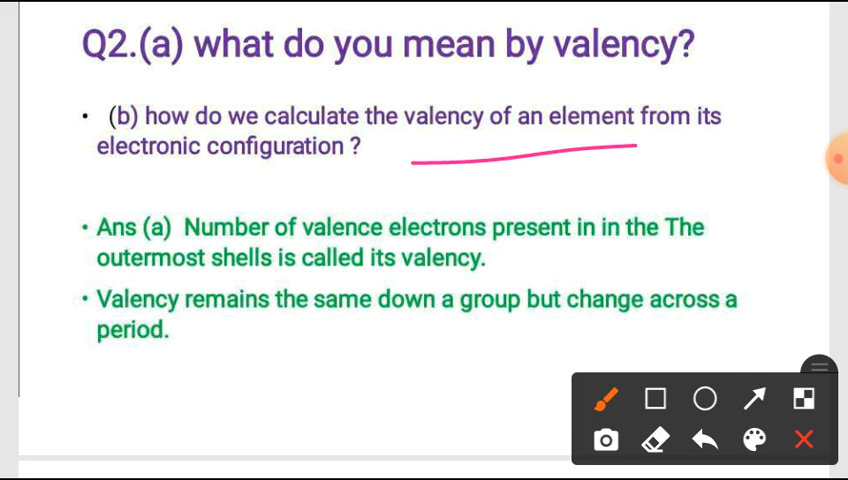 Q2.(a) what do you mean by valency?
• (b) how do we calculate the valency of an element from its
electronic configuration ?
• Ans (a) Number of valence electrons present in in the The
outermost shells is called its valency.
• Valency remains the same down a group but change across a
period.